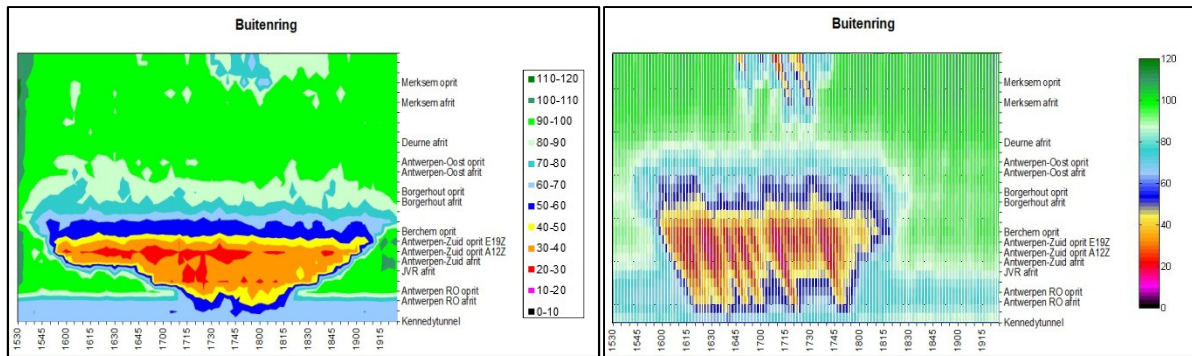 Buitenring
Merksem oprit
Merksem afrit
Deurne afrit
Antwerpen-Oost oprit
Antwerpen-Oost afrit
Borgerhout oprit
Borgerhout afrit
Berchem oprit
Antwerpen-Zuid oprit E19Z
Antwerpen-Zuid oprit A12Z
Antwerpen-Zuid afrit
JVR afrit
Antwerpen RO oprit
Antwerpen RO afrit
Kennedytunnel
1530 1545 1600 1615 1630 1645 1700 1715 1730 1745 1800 1815 1830 1845 1900 1915
110-120
100-110
90-100
80-90
70-80
60-70
50-60
40-50
30-40
20-30
10-20
0-10
Buitenring
Merksem oprit
Merksem afrit
Deurne afrit
Antwerpen-Oost oprit
Antwerpen-Oost afrit
Borgerhout oprit
Borgerhout afrit
Berchem oprit
Antwerpen-Zuid oprit E19Z
Antwerpen-Zuid oprit A12Z
Antwerpen-Zuid afrit
JVR afrit
Antwerpen RO oprit
Antwerpen RO afrit
Kennedytunnel
1530 1545 1600 1615 1630 1645 1700 1715 1730 1745 1800 1815 1830 1845 1900 1915
120
100
80
60
40
20
0